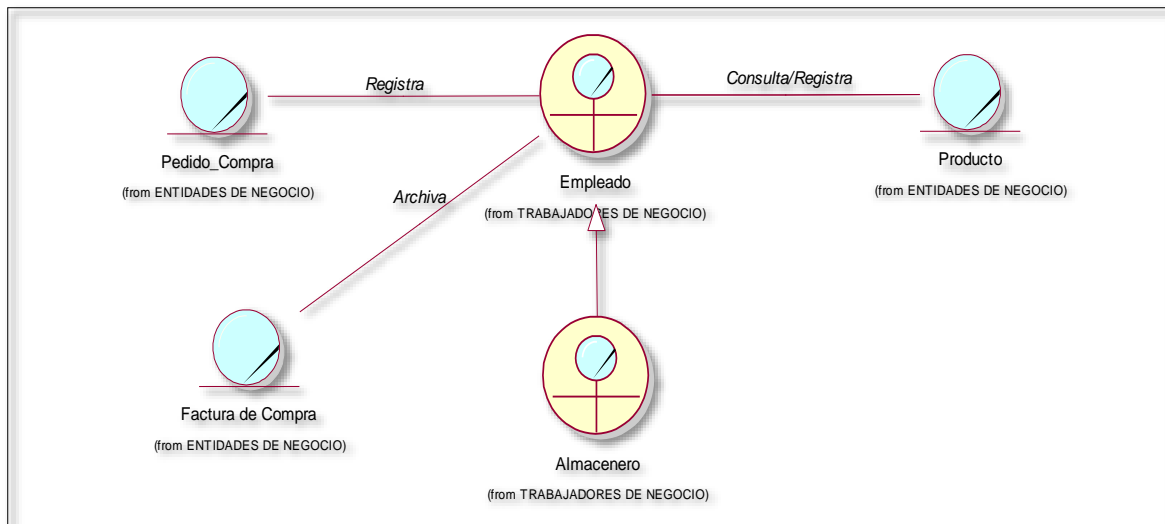 Registra
Consulta/Registra
Pedido_Compra
(from ENTIDADES DE NEGOCIO)
Empleado
(from TRABAJADORES DE NEGOCIO)
Producto
(from ENTIDADES DE NEGOCIO)
Archiva
Factura de Compra
(from ENTIDADES DE NEGOCIO)
Almacenero
(from TRABAJADORES DE NEGOCIO)